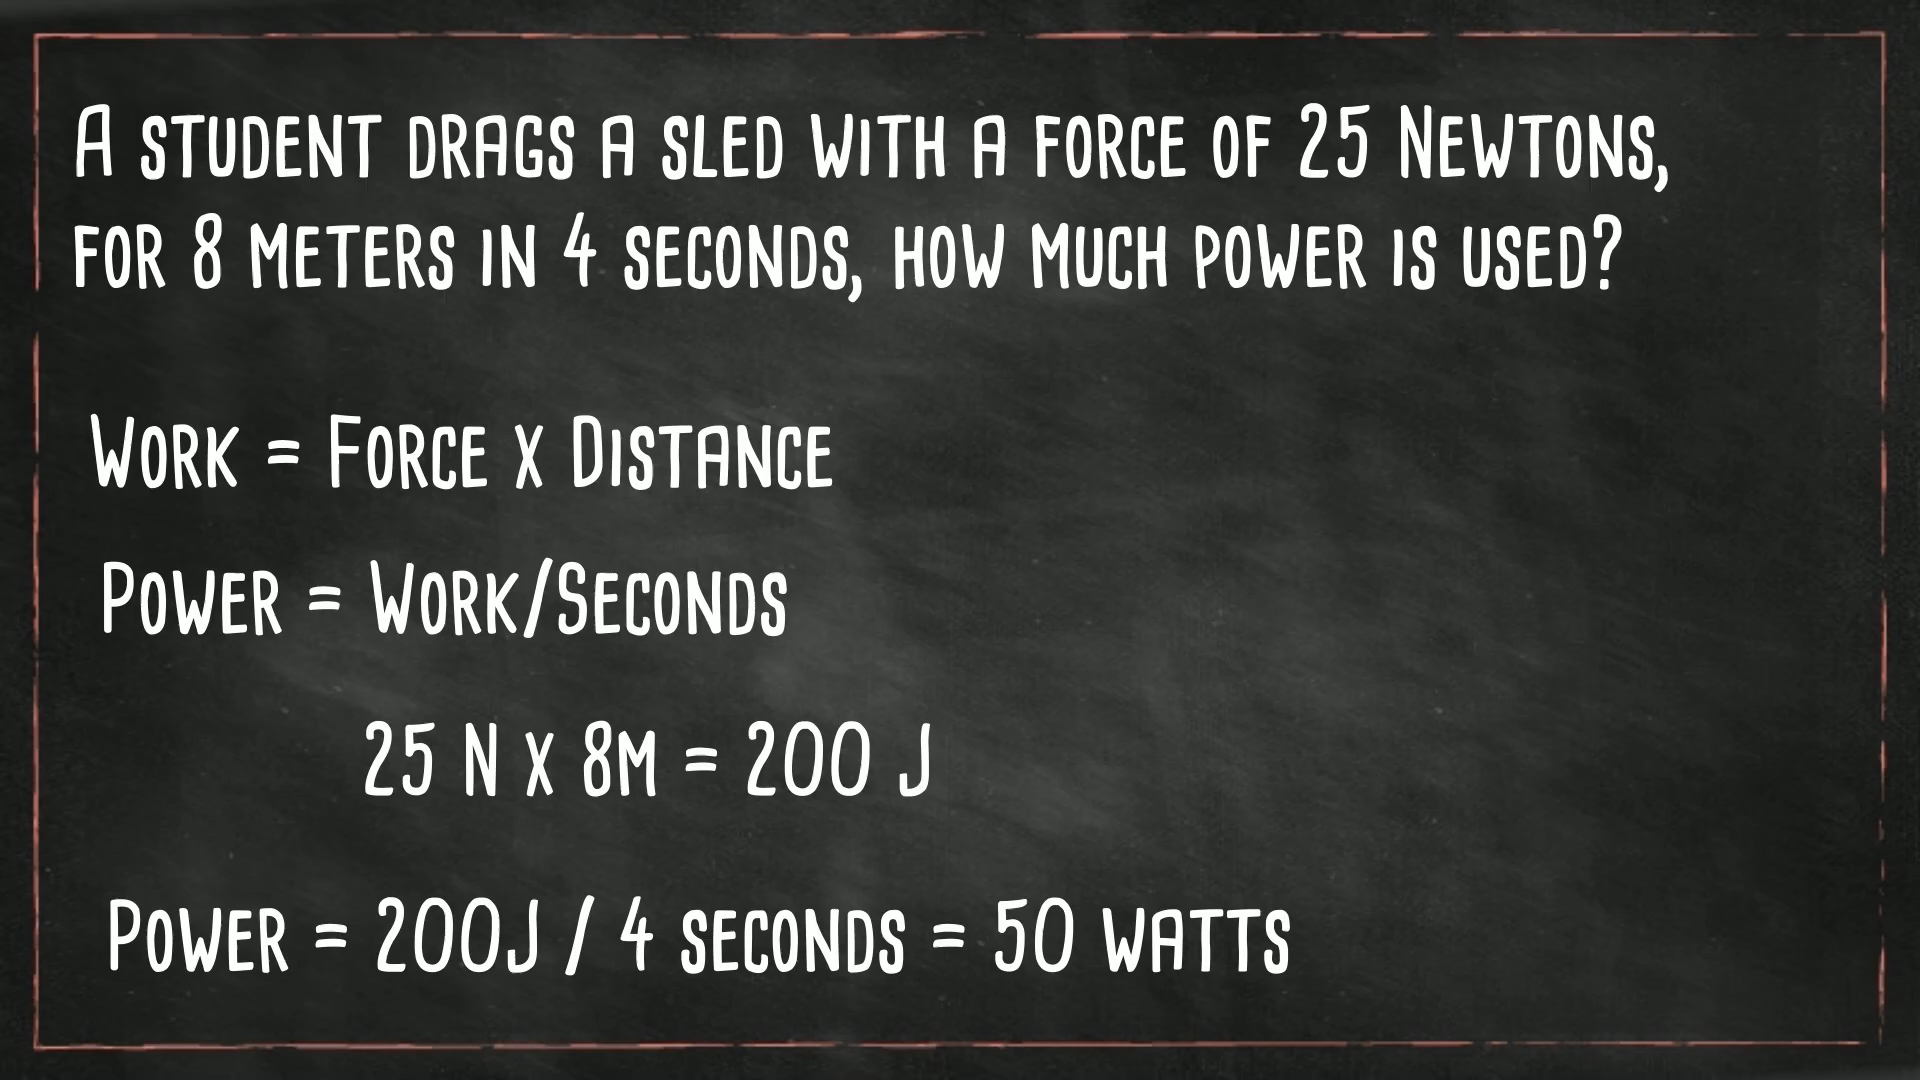 A student drags a sled with a force of 25 Newtons,
for 8 meters in 4 seconds, how much power is used?
Work = Force x Distance
Power = Work/Seconds
25 N x 8m = 200 J
Power = 200J / 4 seconds = 50 watts